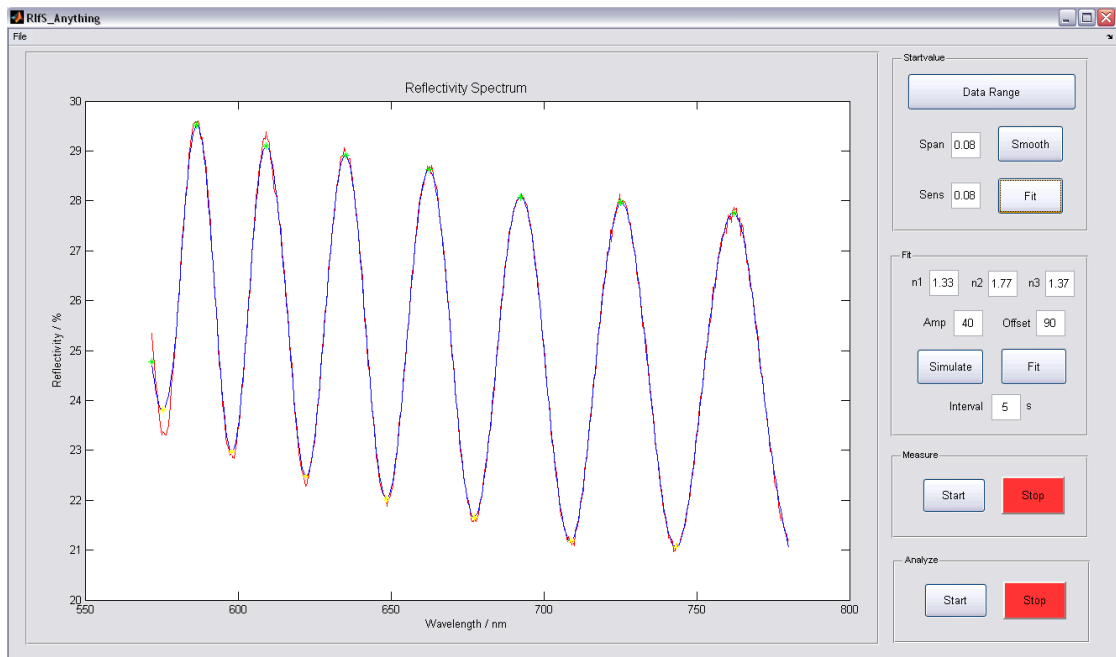 RIfS_Anything
File
Reflectivity Spectrum
30
29
28
27
26
25
24
23
22
21
20
Reflectivity / %
550
600
650
700
750
800
Wavelength / nm
Startvalue
Data Range
Span 0.08 Smooth
Sens 0.08 Fit
Fit
n1 1.33 n2 1.77 n3 1.37
Amp 40 Offset 90
Simulate Fit
Interval 5 s
Measure
Start Stop
Analyze
Start Stop